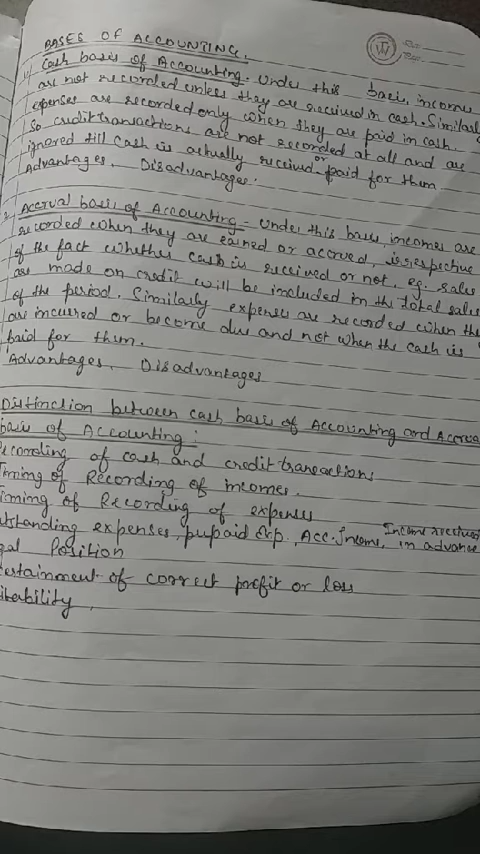 BASES OF ACCOUNTING.
Cash basis of Accounting - Under this basis, incomes
are not recorded unless they are received in cash. Similarly
expenses are recorded only when they are paid in cash.
So credit transactions are not recorded at all and are
ignored till cash is actually received or paid for them
Advantages, Disadvantages.
Accrual basis of Accounting - Under this basis incomes are
recorded when they are earned or accrued, irrespective
of the fact whether cash is received or not. eg. sales
are made on credit will be included in the total sales
of the period. Similarly expenses are recorded when the
are incurred or become due and not when the cash is
paid for them.
Advantages, Disadvantages
Distinction between cash basis of Accounting and Accrual
basis of Accounting:
Recording of cash and credit transactions
Timing of Recording of incomes.
Timing of Recording of expenses
utstanding expenses, prepaid exp., Acc. Income, Income received in advance
gal Position
certainment of correct profit or loss
itability.